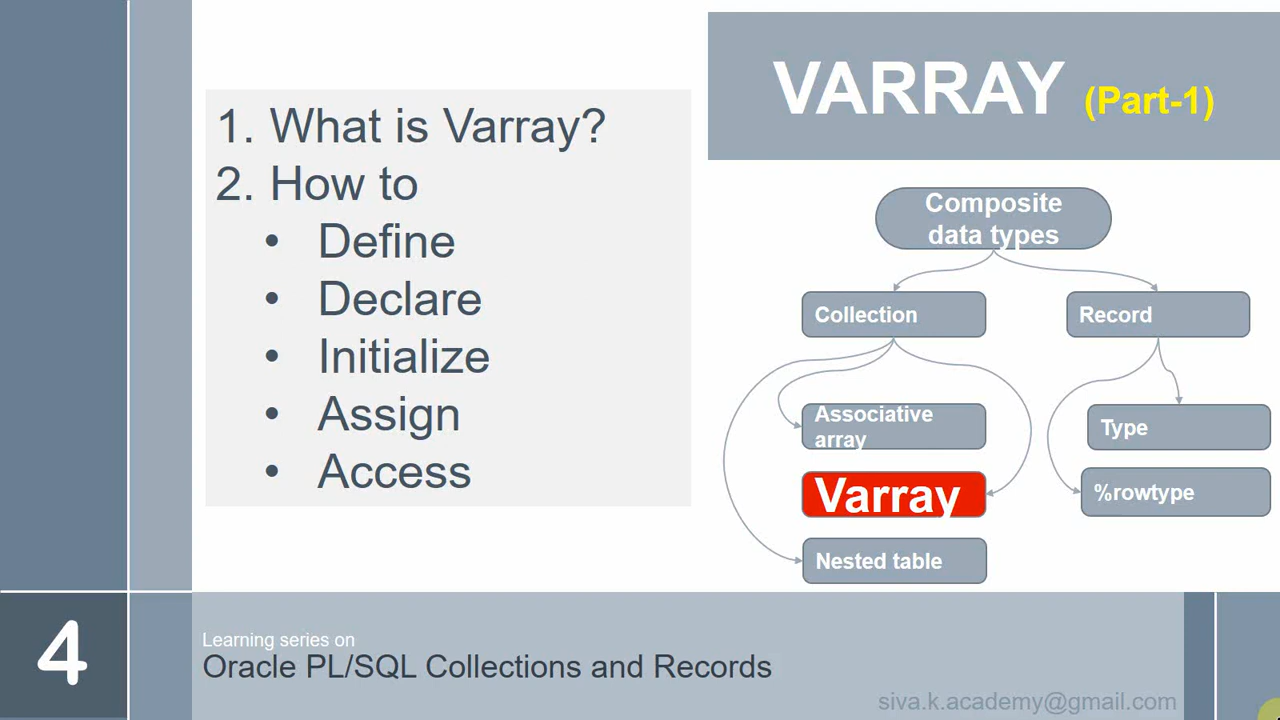 VARRAY (Part-1)
1. What is Varray?
2. How to
• Define
• Declare
• Initialize
• Assign
• Access
Composite
data types
Collection
Record
Associative
array
Varray
Nested table
Type
%rowtype
4
Learning series on
Oracle PL/SQL Collections and Records
siva.k.academy@gmail.com